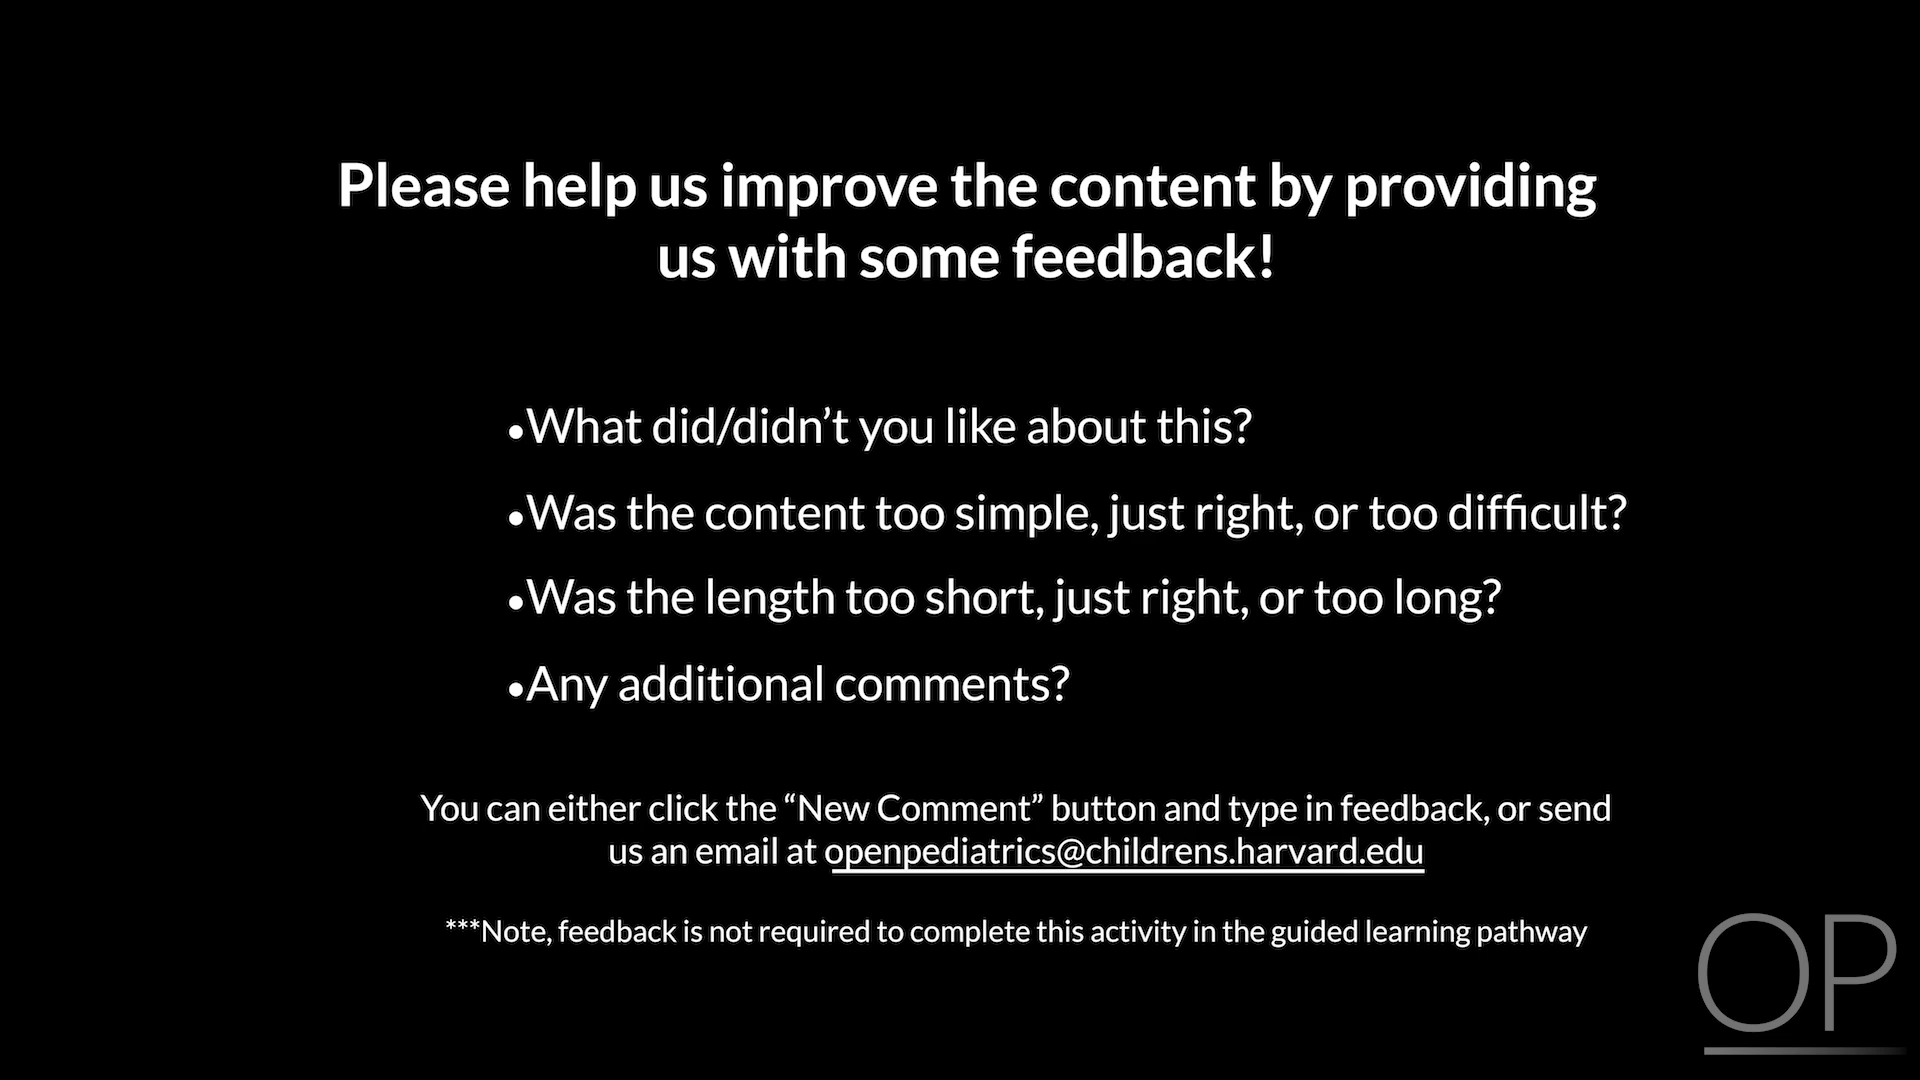 Please help us improve the content by providing
us with some feedback!
•What did/didn’t you like about this?
•Was the content too simple, just right, or too difficult?
•Was the length too short, just right, or too long?
•Any additional comments?
You can either click the “New Comment” button and type in feedback, or send
us an email at openpediatrics@childrens.harvard.edu
***Note, feedback is not required to complete this activity in the guided learning pathway
OP